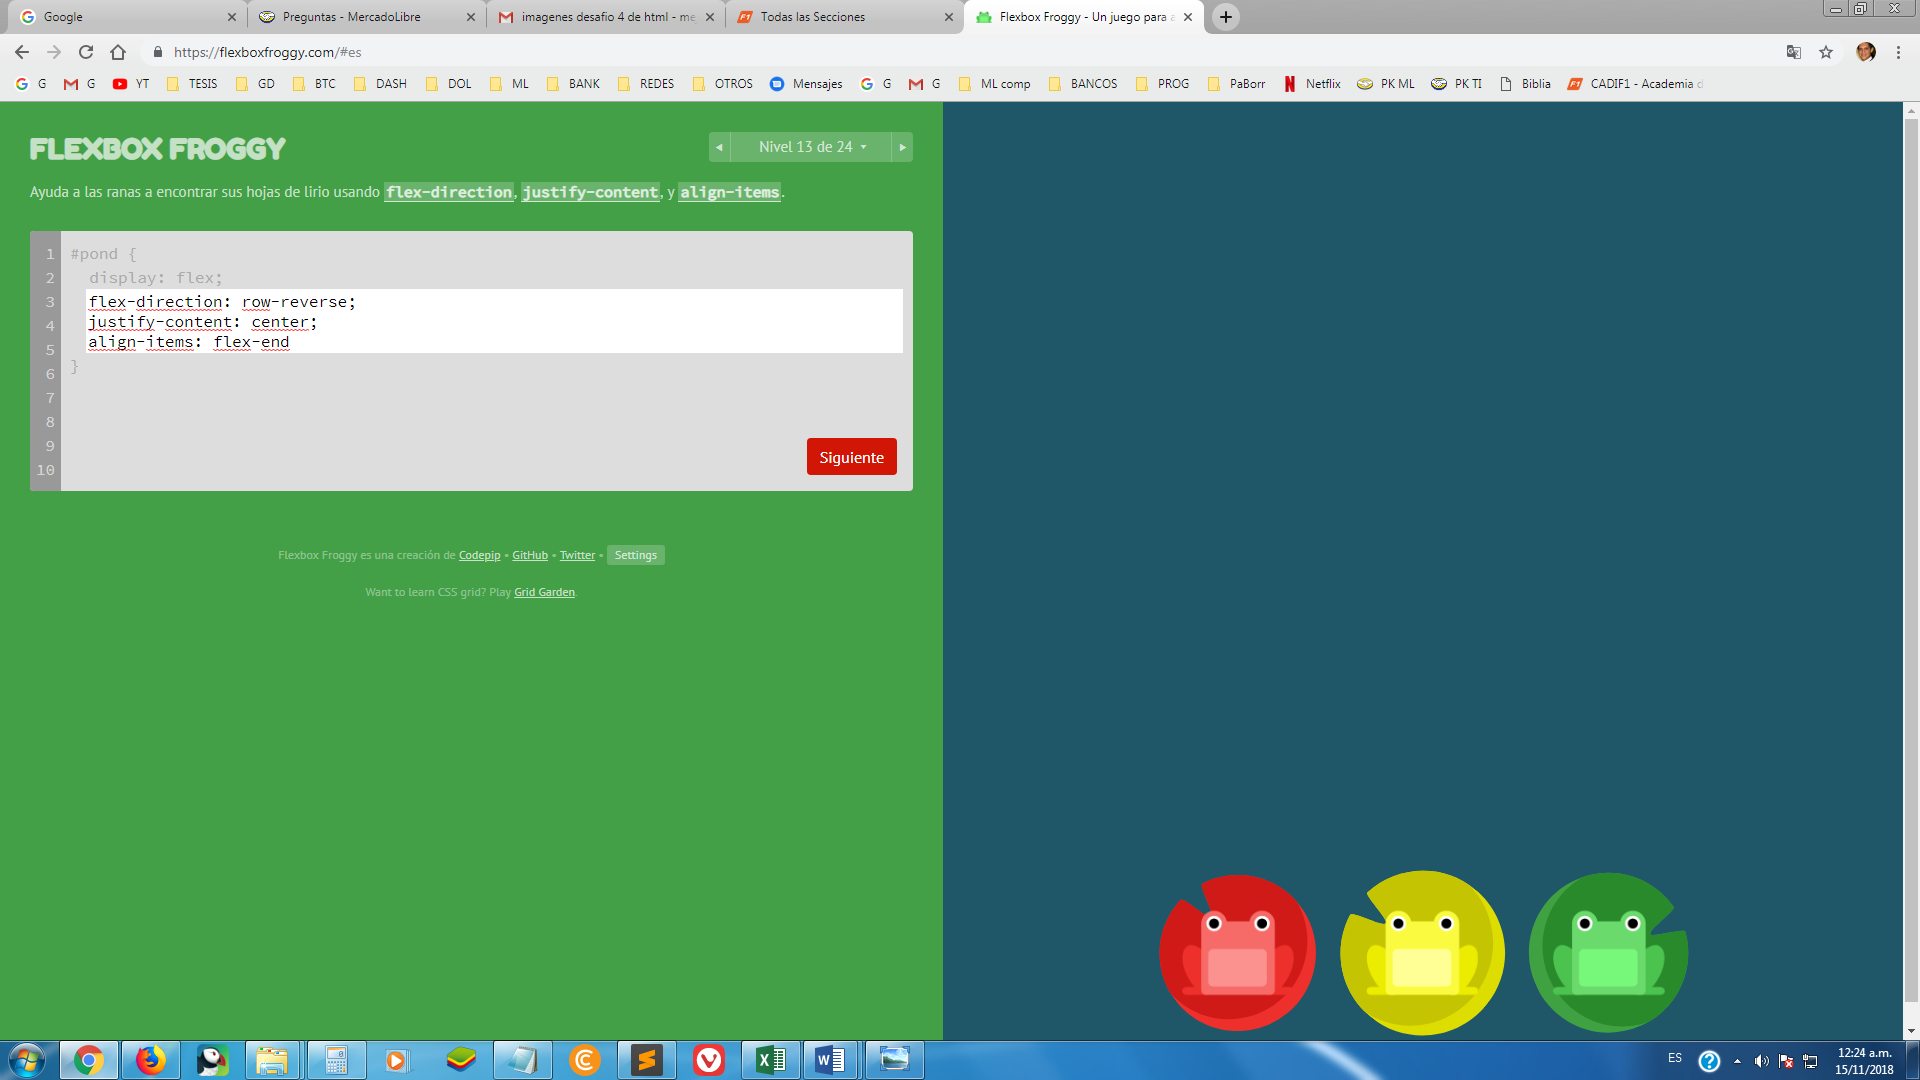 Google
Preguntas - MercadoLibre
imagenes desafio 4 de html - me
Todas las Secciones
Flexbox Froggy - Un juego para a
https://flexboxfroggy.com/#es
G G YT TESIS GD BTC DASH DOL ML BANK REDES OTROS Mensajes G G ML comp BANCOS PROG PaBorr Netflix PK ML PK TI Biblia CADIF1 - Academia d
FLEXBOX FROGGY
Nivel 13 de 24
Ayuda a las ranas a encontrar sus hojas de lirio usando flex-direction, justify-content, y align-items.
1 #pond {
2 display: flex;
3 flex-direction: row-reverse;
4 justify-content: center;
5 align-items: flex-end
6 }
7
8
9
10
Siguiente
Flexbox Froggy es una creación de Codepip • GitHub • Twitter • Settings
Want to learn CSS grid? Play Grid Garden.
ES
12:24 a.m.
15/11/2018